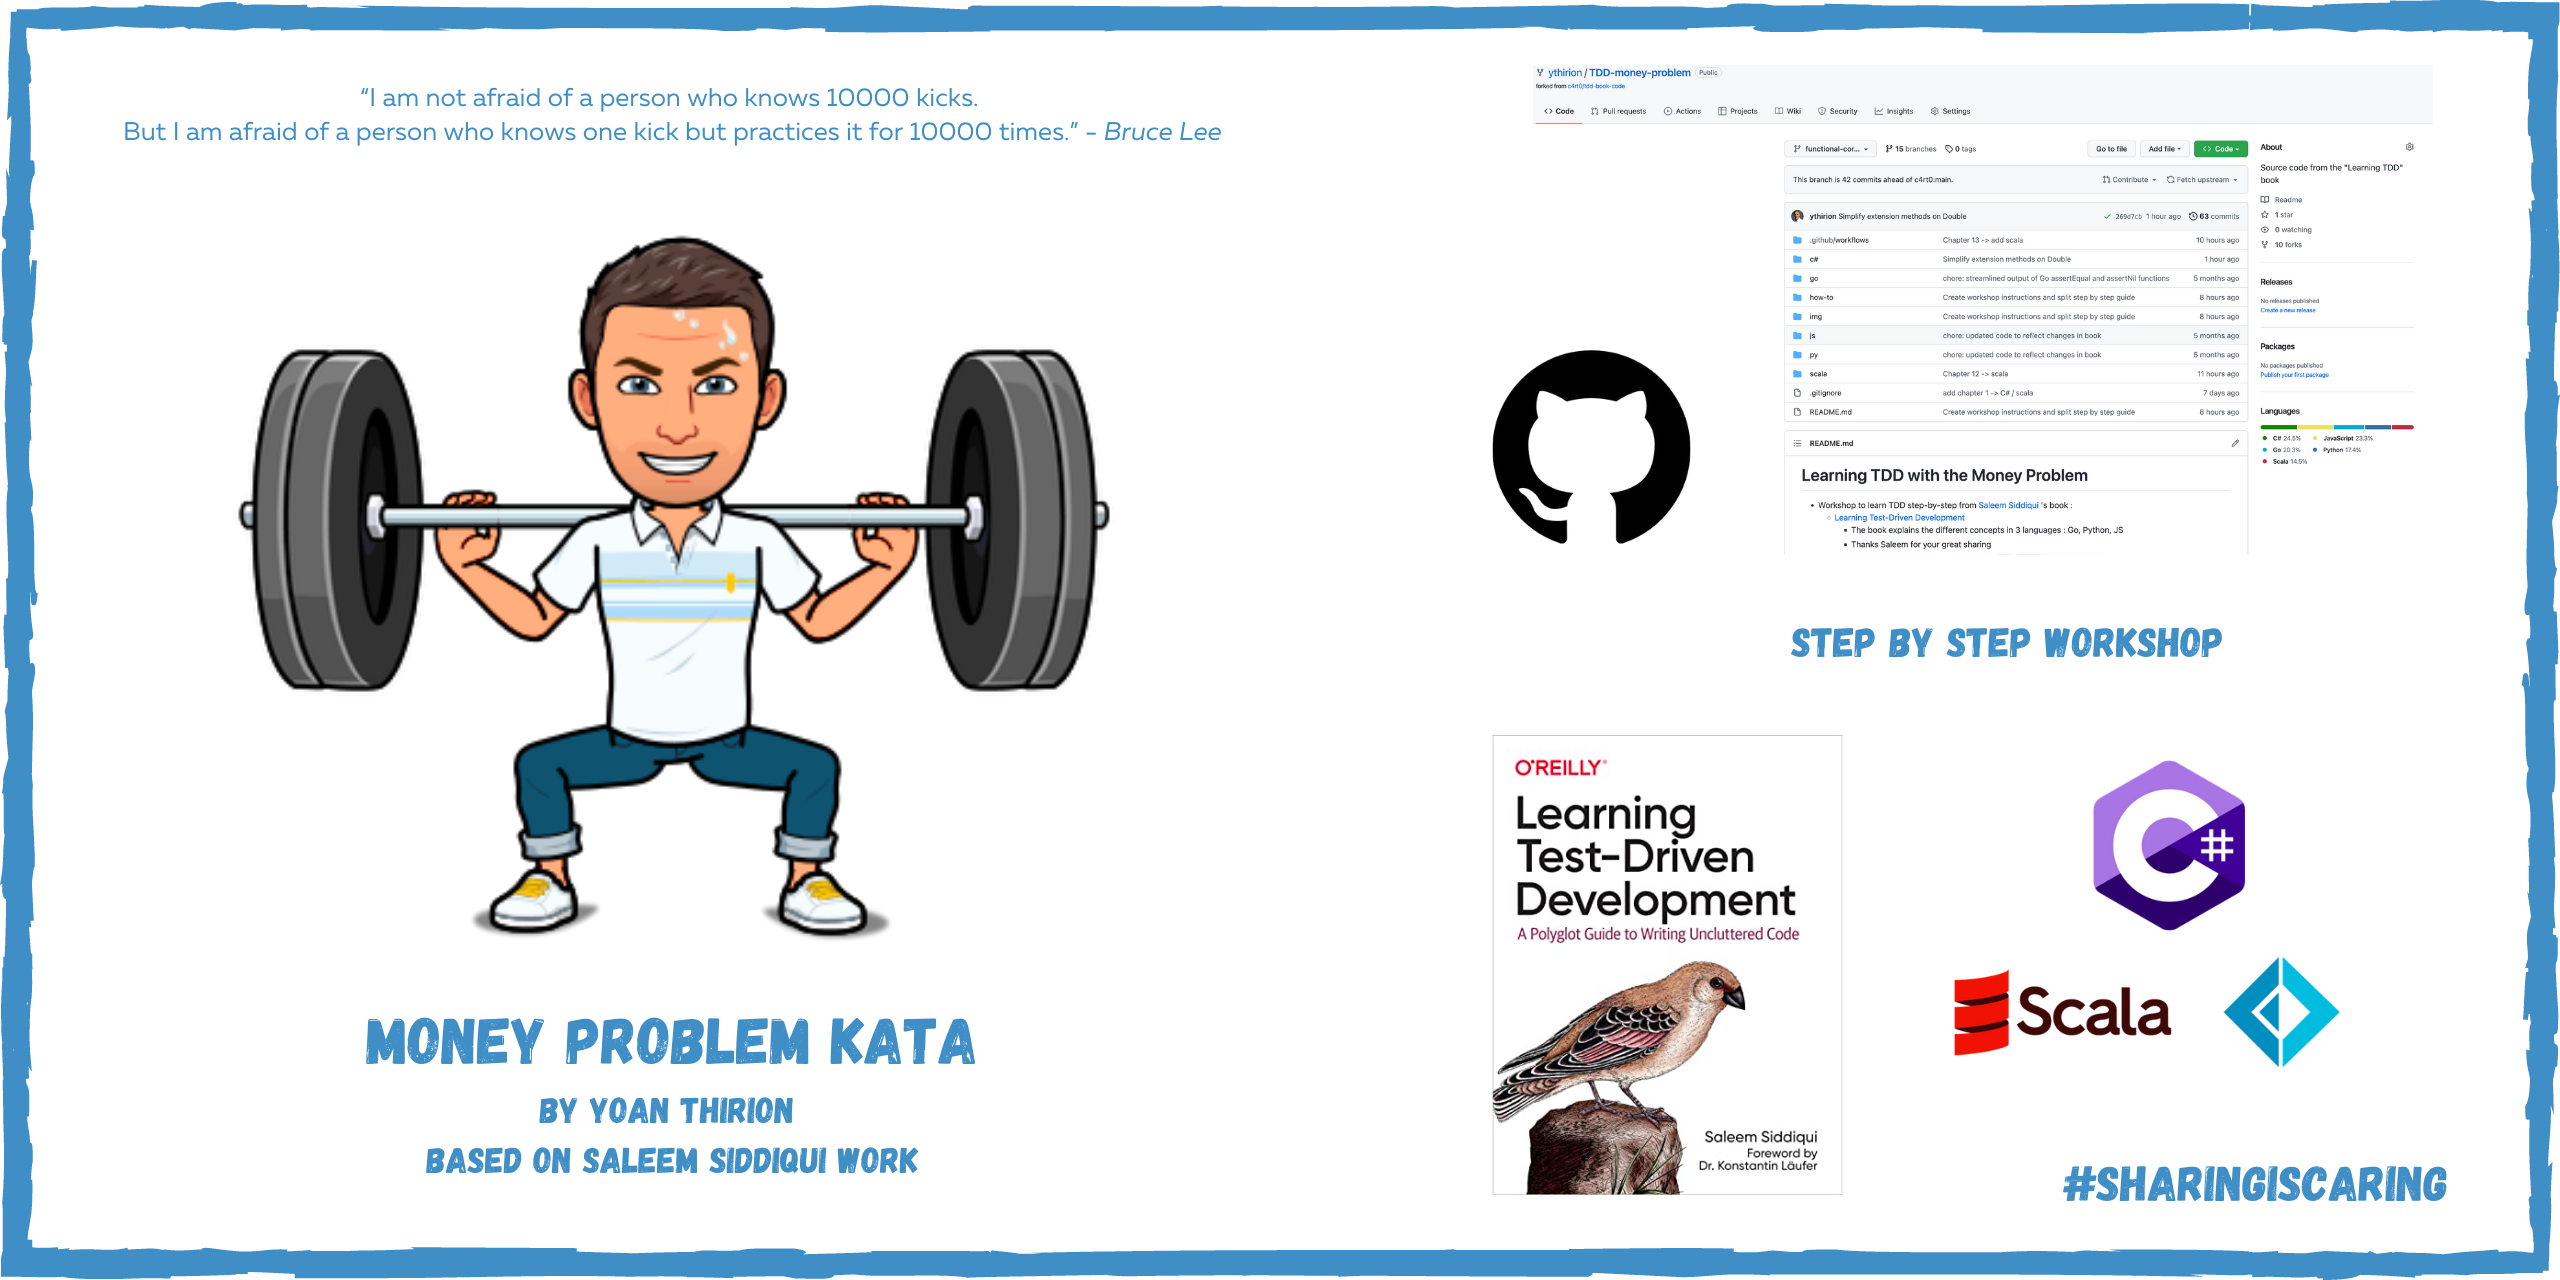 “I am not afraid of a person who knows 10000 kicks.
But I am afraid of a person who knows one kick but practices it for 10000 times.” - Bruce Lee
MONEY PROBLEM KATA
BY YOAN THIRION
BASED ON SALEEM SIDDIQUI WORK
ythirion / TDD-money-problem Public
forked from c4rt0/tdd-book-code
Code Pull requests Actions Projects Wiki Security Insights Settings
functional-cor... 15 branches 0 tags Go to file Add file Code
This branch is 42 commits ahead of c4rt0:main. Contribute Fetch upstream
ythirion Simplify extension methods on Double 269d7cb 1 hour ago 63 commits
.github/workflows Chapter 13 -> add scala 10 hours ago
c# Simplify extension methods on Double 1 hour ago
go chore: streamlined output of Go assertEqual and assertNil functions 5 months ago
how-to Create workshop instructions and split step by step guide 8 hours ago
img Create workshop instructions and split step by step guide 8 hours ago
js chore: updated code to reflect changes in book 5 months ago
py chore: updated code to reflect changes in book 5 months ago
scala Chapter 12 -> scala 11 hours ago
.gitignore add chapter 1 -> C# / scala 7 days ago
README.md Create workshop instructions and split step by step guide 8 hours ago
README.md
Learning TDD with the Money Problem
Workshop to learn TDD step-by-step from Saleem Siddiqui 's book :
Learning Test-Driven Development
The book explains the different concepts in 3 languages : Go, Python, JS
Thanks Saleem for your great sharing
About
Source code from the "Learning TDD"
book
Readme
1 star
0 watching
10 forks
Releases
No releases published
Create a new release
Packages
No packages published
Publish your first package
Languages
C# 24.5% JavaScript 23.3%
Go 20.3% Python 17.4%
Scala 14.5%
STEP BY STEP WORKSHOP
O'REILLY®
Learning
Test-Driven
Development
A Polyglot Guide to Writing Uncluttered Code
Saleem Siddiqui
Foreword by
Dr. Konstantin Läufer
C#
Scala
#SHARINGISCARING